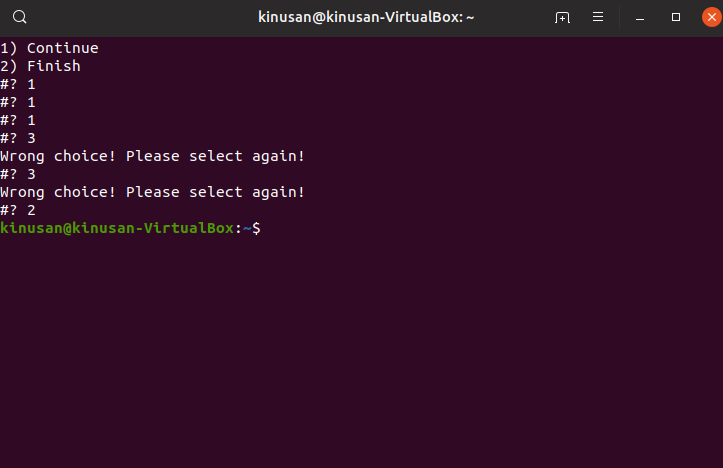 kinusan@kinusan-VirtualBox: ~
1) Continue
2) Finish
#? 1
#? 1
#? 1
#? 3
Wrong choice! Please select again!
#? 3
Wrong choice! Please select again!
#? 2
kinusan@kinusan-VirtualBox:~$